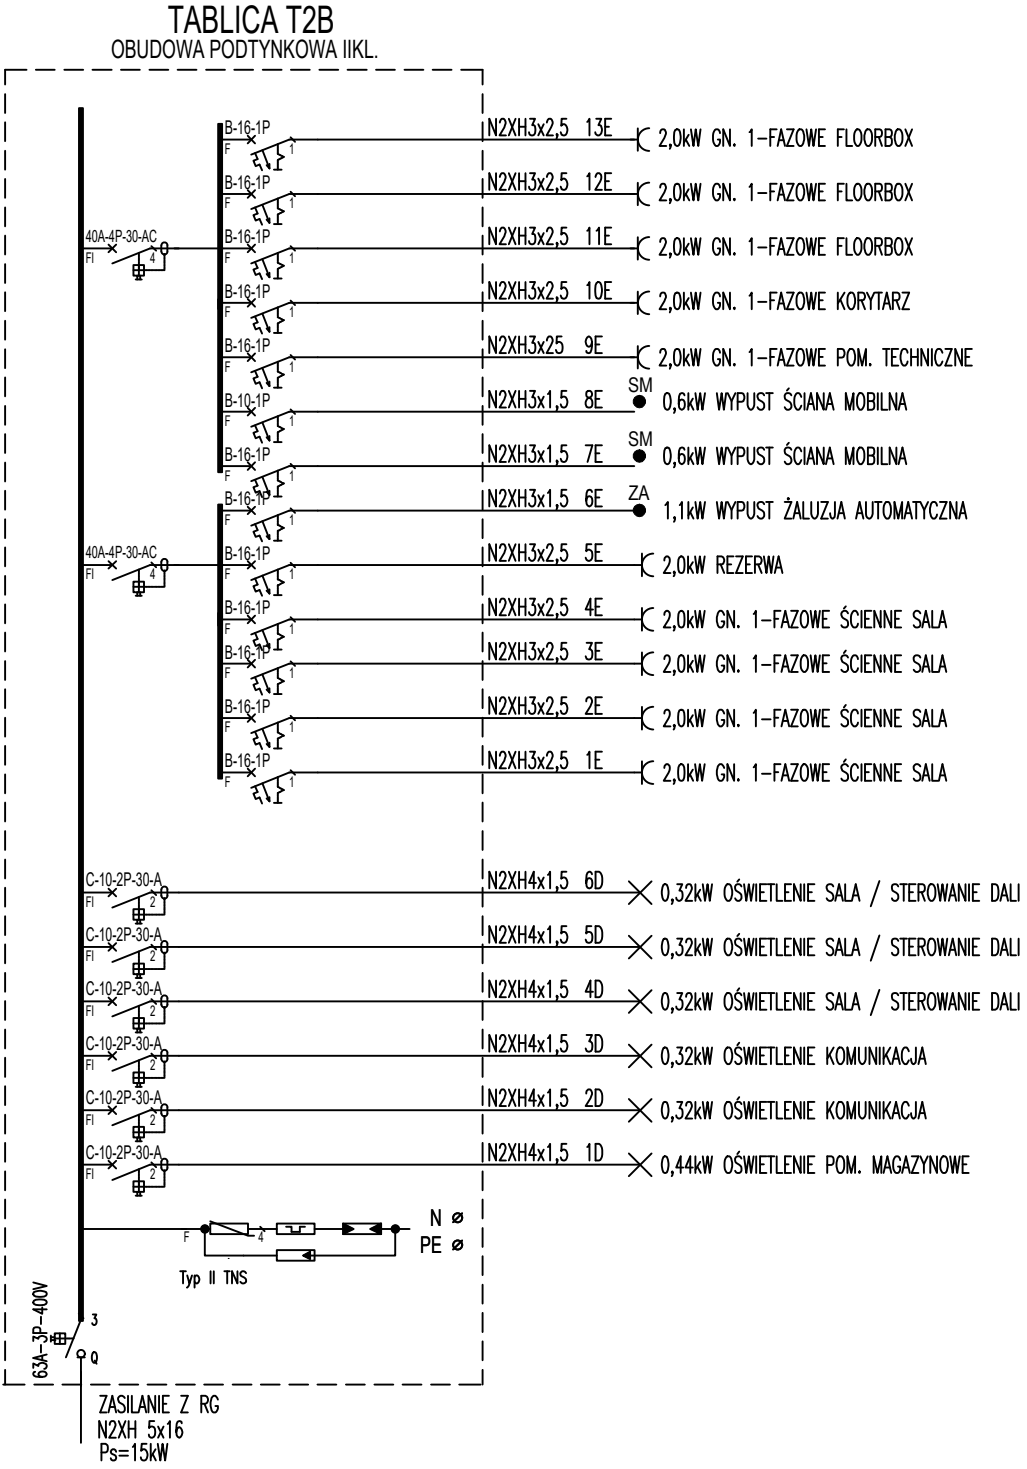 TABLICA T2B
OBUDOWA PODTYNKOWA IIKL.
B-16-1P F 1 N2XH3x2,5 13E 2,0kW GN. 1-FAZOWE FLOORBOX
B-16-1P F 1 N2XH3x2,5 12E 2,0kW GN. 1-FAZOWE FLOORBOX
40A-4P-30-AC FI 4 B-16-1P F 1 N2XH3x2,5 11E 2,0kW GN. 1-FAZOWE FLOORBOX
B-16-1P F 1 N2XH3x2,5 10E 2,0kW GN. 1-FAZOWE KORYTARZ
B-16-1P F 1 N2XH3x25 9E 2,0kW GN. 1-FAZOWE POM. TECHNICZNE
B-10-1P F 1 N2XH3x1,5 8E SM 0,6kW WYPUST ŚCIANA MOBILNA
B-16-1P F 1 N2XH3x1,5 7E SM 0,6kW WYPUST ŚCIANA MOBILNA
B-16-1P F 1 N2XH3x1,5 6E ZA 1,1kW WYPUST ŻALUZJA AUTOMATYCZNA
40A-4P-30-AC FI 4 B-16-1P F 1 N2XH3x2,5 5E 2,0kW REZERWA
B-16-1P F 1 N2XH3x2,5 4E 2,0kW GN. 1-FAZOWE ŚCIENNE SALA
B-16-1P F 1 N2XH3x2,5 3E 2,0kW GN. 1-FAZOWE ŚCIENNE SALA
B-16-1P F 1 N2XH3x2,5 2E 2,0kW GN. 1-FAZOWE ŚCIENNE SALA
B-16-1P F 1 N2XH3x2,5 1E 2,0kW GN. 1-FAZOWE ŚCIENNE SALA
C-10-2P-30-A FI 2 N2XH4x1,5 6D 0,32kW OŚWIETLENIE SALA / STEROWANIE DALI
C-10-2P-30-A FI 2 N2XH4x1,5 5D 0,32kW OŚWIETLENIE SALA / STEROWANIE DALI
C-10-2P-30-A FI 2 N2XH4x1,5 4D 0,32kW OŚWIETLENIE SALA / STEROWANIE DALI
C-10-2P-30-A FI 2 N2XH4x1,5 3D 0,32kW OŚWIETLENIE KOMUNIKACJA
C-10-2P-30-A FI 2 N2XH4x1,5 2D 0,32kW OŚWIETLENIE KOMUNIKACJA
C-10-2P-30-A FI 2 N2XH4x1,5 1D 0,44kW OŚWIETLENIE POM. MAGAZYNOWE
F 4 N
PE
Typ II TNS
63A-3P-400V 3
Q
ZASILANIE Z RG
N2XH 5x16
Ps=15kW